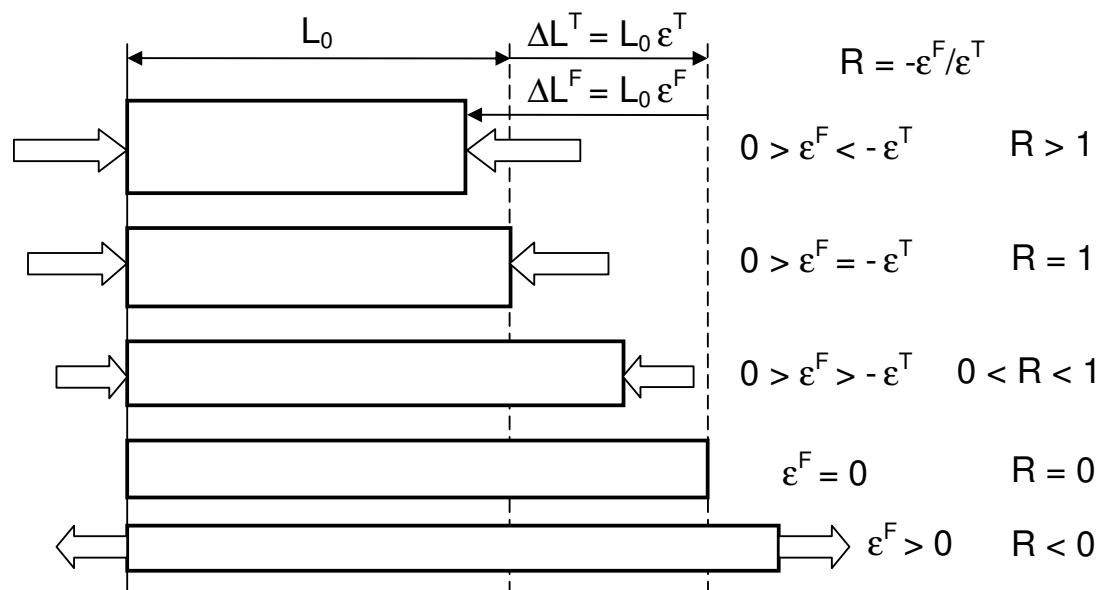 L₀
ΔLᵀ = L₀ εᵀ
R = -εF/εᵀ
ΔLF = L₀ εF
0 > εF < - εᵀ R > 1
0 > εF = - εᵀ R = 1
0 > εF > - εᵀ 0 < R < 1
εF = 0 R = 0
εF > 0 R < 0